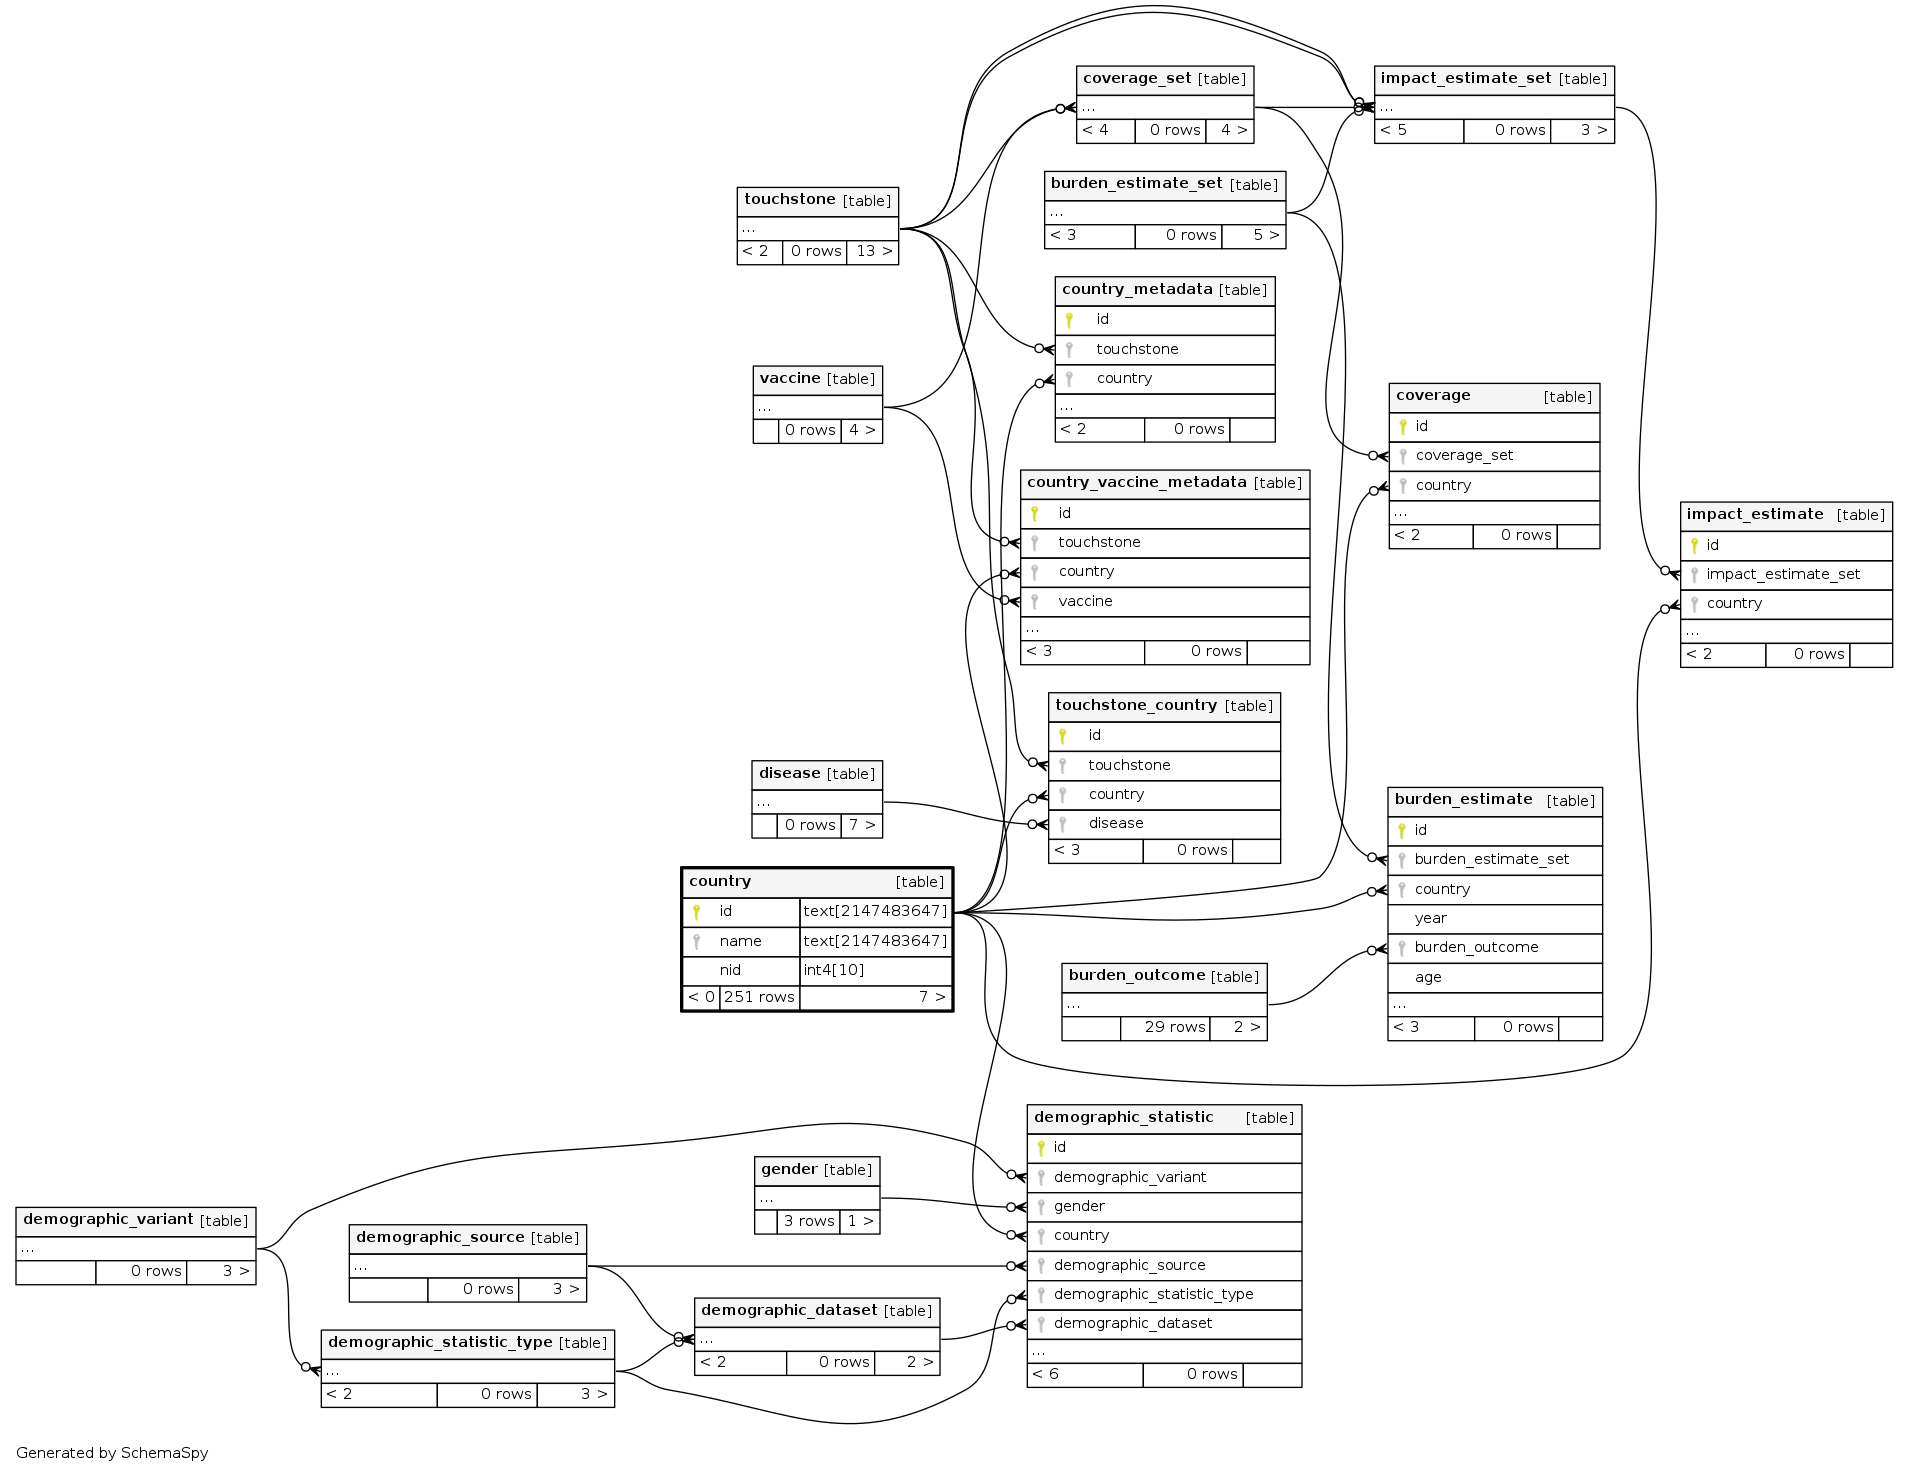 coverage_set [table]
...
< 4 0 rows 4 >
impact_estimate_set [table]
...
< 5 0 rows 3 >
burden_estimate_set [table]
...
< 3 0 rows 5 >
touchstone [table]
...
< 2 0 rows 13 >
country_metadata [table]
id
touchstone
country
...
< 2 0 rows
vaccine [table]
...
0 rows 4 >
coverage [table]
id
coverage_set
country
...
< 2 0 rows
country_vaccine_metadata [table]
id
touchstone
country
vaccine
...
< 3 0 rows
impact_estimate [table]
id
impact_estimate_set
country
...
< 2 0 rows
touchstone_country [table]
id
touchstone
country
disease
< 3 0 rows
disease [table]
...
0 rows 7 >
burden_estimate [table]
id
burden_estimate_set
country
year
burden_outcome
age
...
< 3 0 rows
country [table]
id text[2147483647]
name text[2147483647]
nid int4[10]
< 0 251 rows 7 >
burden_outcome [table]
...
29 rows 2 >
demographic_statistic [table]
id
demographic_variant
gender
country
demographic_source
demographic_statistic_type
demographic_dataset
...
< 6 0 rows
gender [table]
...
3 rows 1 >
demographic_variant [table]
...
0 rows 3 >
demographic_source [table]
...
0 rows 3 >
demographic_dataset [table]
...
< 2 0 rows 2 >
demographic_statistic_type [table]
...
< 2 0 rows 3 >
Generated by SchemaSpy